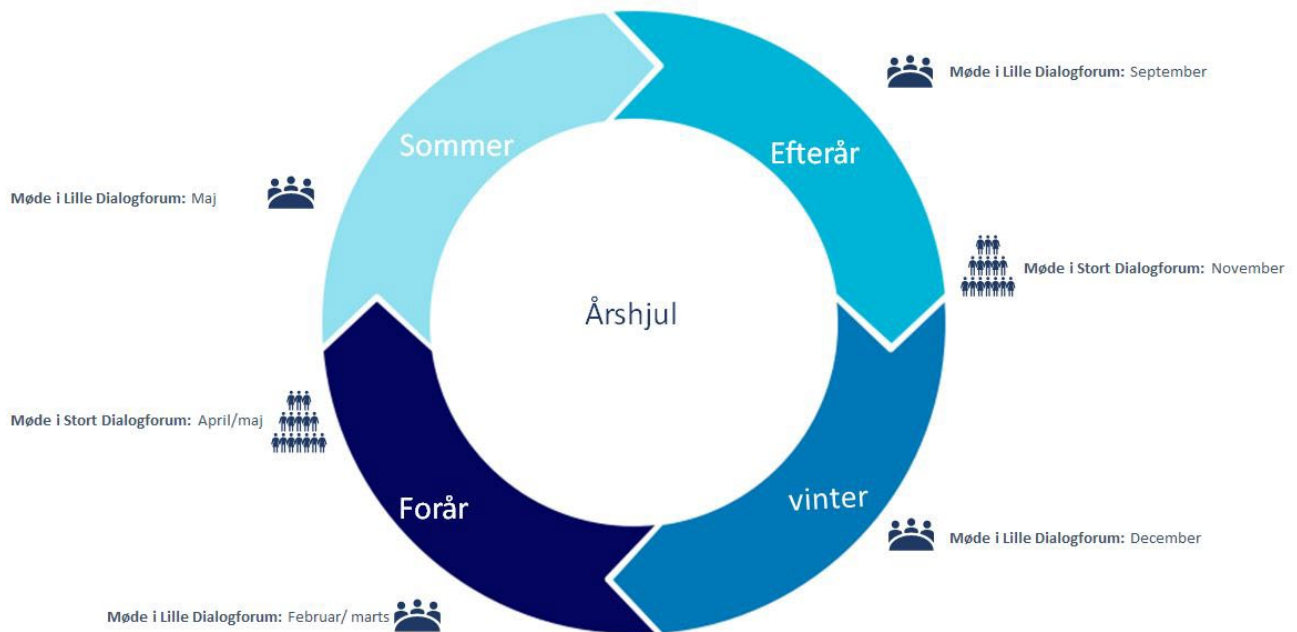 Møde i Lille Dialogforum: September
Sommer
Efterår
Møde i Lille Dialogforum: Maj
Møde i Stort Dialogforum: November
Årshjul
Møde i Stort Dialogforum: April/maj
Forår
vinter
Møde i Lille Dialogforum: December
Møde i Lille Dialogforum: Februar/ marts